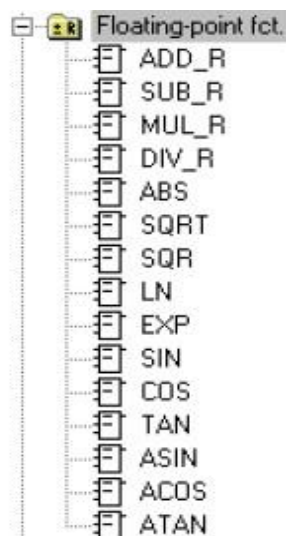 Floating-point fct.
ADD_R
SUB_R
MUL_R
DIV_R
ABS
SQRT
SQR
LN
EXP
SIN
COS
TAN
ASIN
ACOS
ATAN